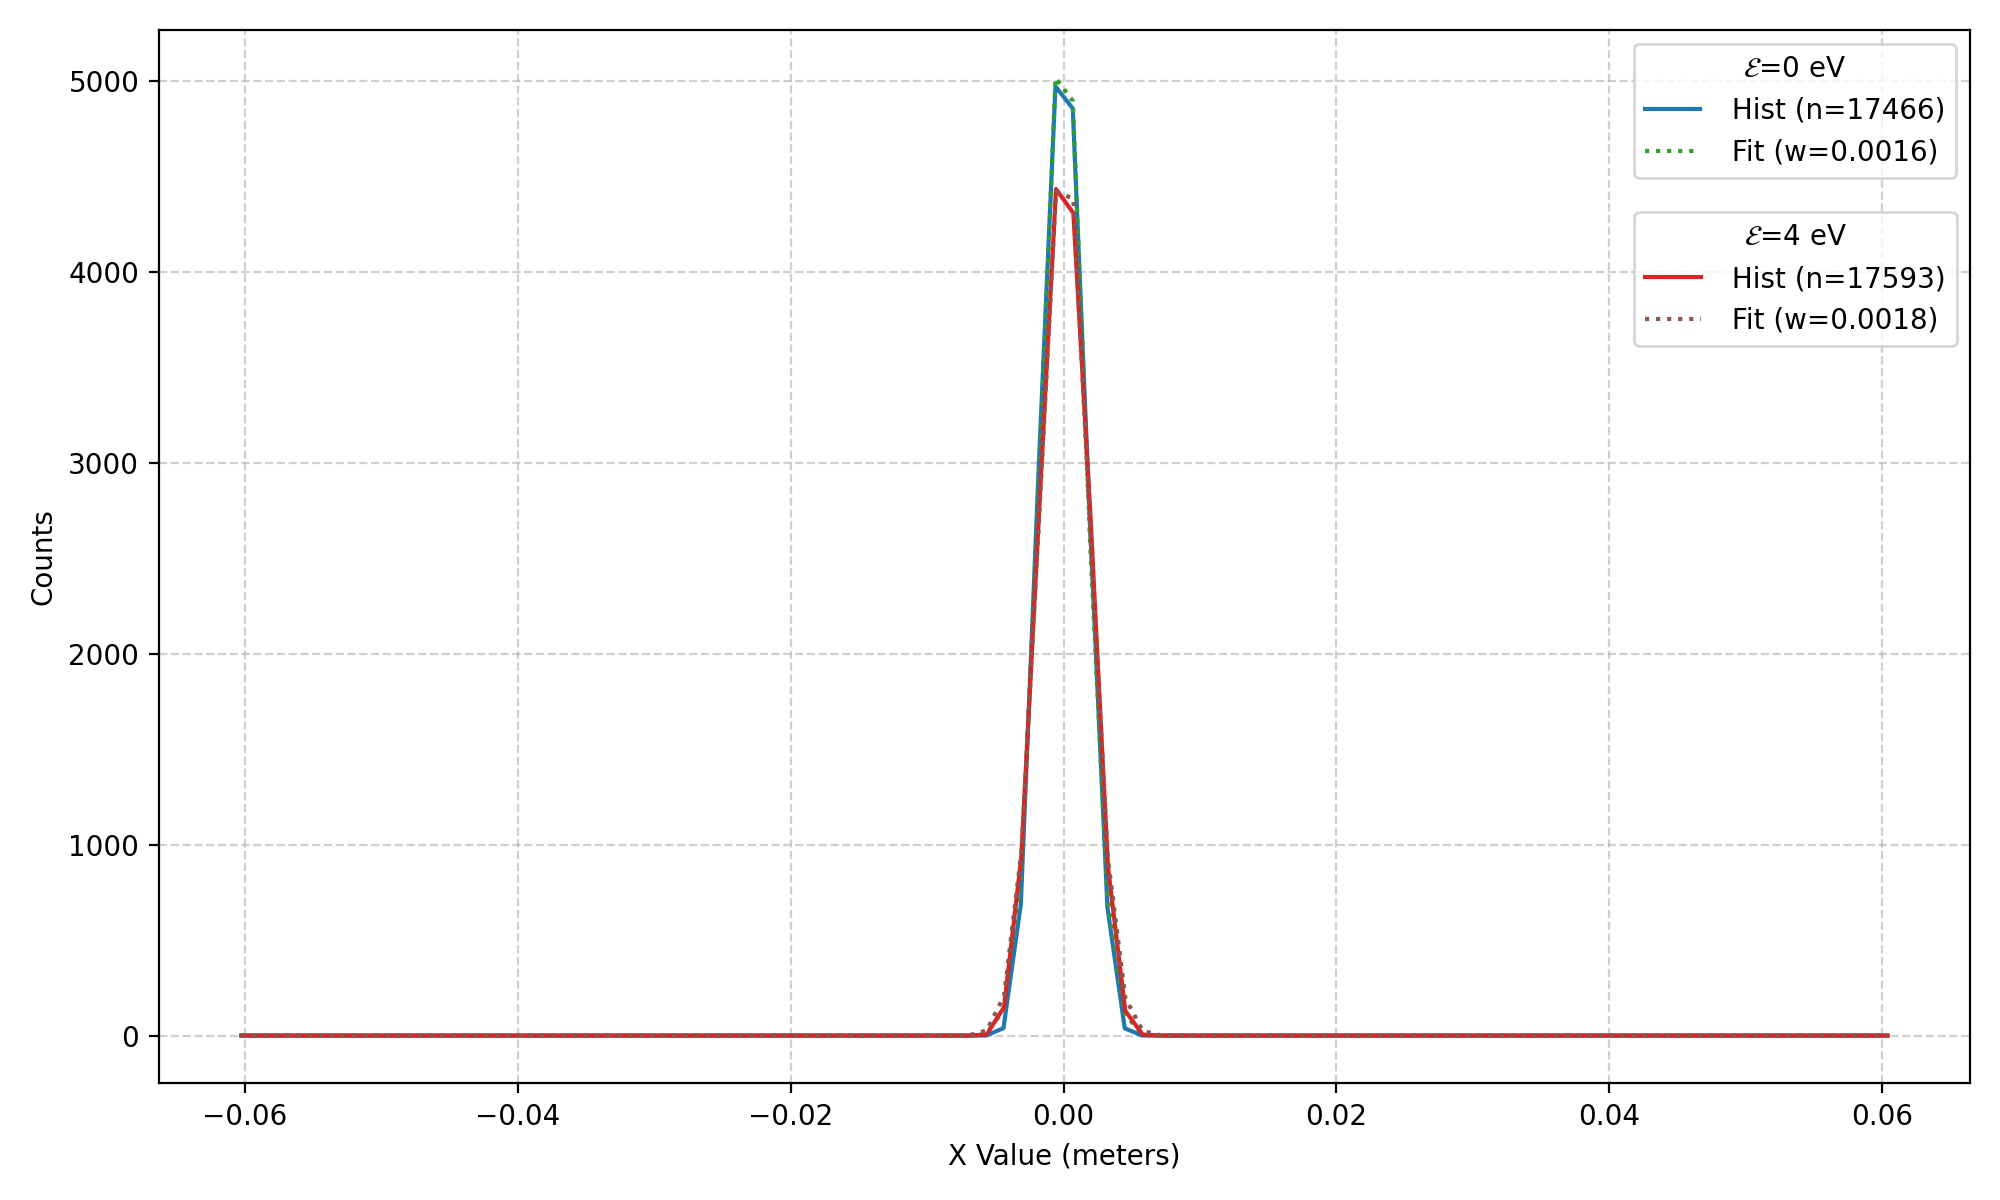 ℰ=0 eV
Hist (n=17466)
Fit (w=0.0016)
ℰ=4 eV
Hist (n=17593)
Fit (w=0.0018)
5000
4000
3000
2000
1000
0
Counts
−0.06 −0.04 −0.02 0.00 0.02 0.04 0.06
X Value (meters)